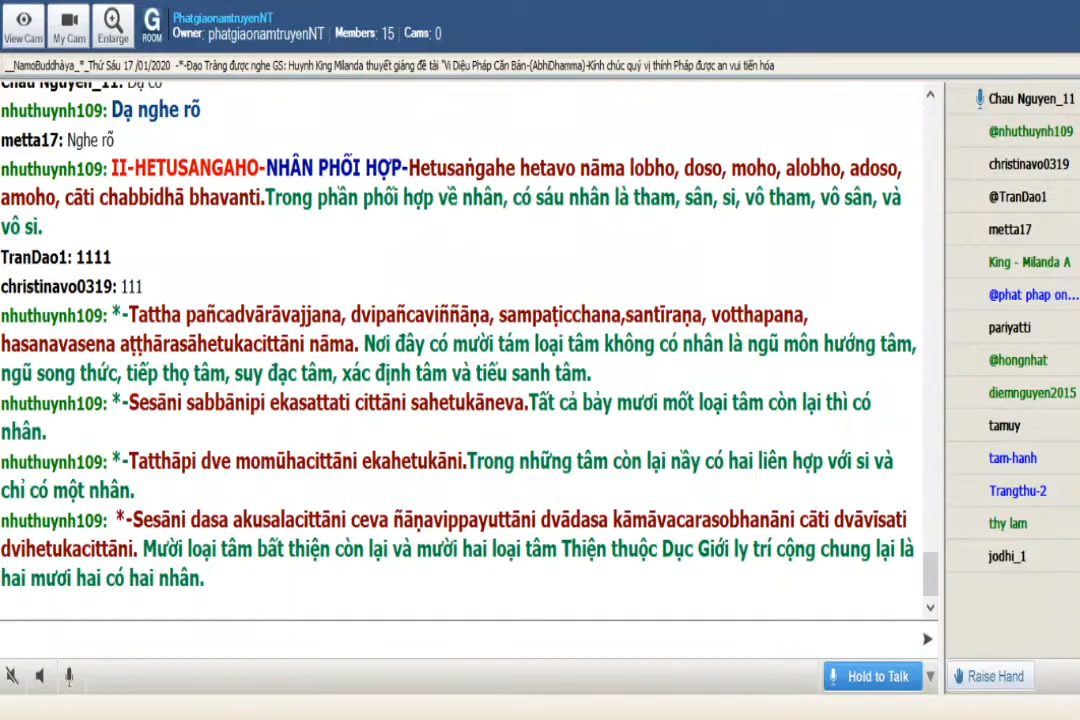 View Cam
My Cam
Enlarge
G
ROOM
PhatgiaonamtruyenNT
Owner: phatgiaonamtruyenNT | Members: 15 | Cams: 0
__NamoBuddhàya_*_Thứ Sáu 17 /01/2020 -*-Đạo Tràng được nghe GS: Huynh King Milanda thuyết giảng đề tài "Vi Diệu Pháp Căn Bản-(AbhiDhamma)-Kính chúc quý vị thính Pháp được an vui tiến hóa
Chau Nguyen_11: Dạ có
nhuthuynh109: Dạ nghe rõ
metta17: Nghe rõ
nhuthuynh109: II-HETUSANGAHO-NHÂN PHỐI HỢP-Hetusaṅgahe hetavo nāma lobho, doso, moho, alobho, adoso,
amoho, cāti chabbidhā bhavanti.Trong phần phối hợp về nhân, có sáu nhân là tham, sân, si, vô tham, vô sân, và
vô si.
TranDao1: 1111
christinavo0319: 111
nhuthuynh109: *-Tattha pañcadvārāvajjana, dvipañcaviññāṇa, sampaṭicchana,santīraṇa, votthapana,
hasanavasena aṭṭhārasāhetukacittāni nāma. Nơi đây có mười tám loại tâm không có nhân là ngũ môn hướng tâm,
ngũ song thức, tiếp thọ tâm, suy đạc tâm, xác định tâm và tiếu sanh tâm.
nhuthuynh109: *-Sesāni sabbānipi ekasattati cittāni sahetukāneva.Tất cả bảy mươi mốt loại tâm còn lại thì có
nhân.
nhuthuynh109: *-Tatthāpi dve momūhacittāni ekahetukāni.Trong những tâm còn lại nầy có hai liên hợp với si và
chỉ có một nhân.
nhuthuynh109: *-Sesāni dasa akusalacittāni ceva ñāṇavippayuttāni dvādasa kāmāvacarasobhanāni cāti dvāvīsati
dvihetukacittāni. Mười loại tâm bất thiện còn lại và mười hai loại tâm Thiện thuộc Dục Giới ly trí cộng chung lại là
hai mươi hai có hai nhân.
Hold to Talk
Chau Nguyen_11
@nhuthuynh109
christinavo0319
@TranDao1
metta17
King - Milanda A
@phat phap on...
pariyatti
@hongnhat
diemnguyen2015
tamuy
tam-hanh
Trangthu-2
thy lam
jodhi_1
Raise Hand